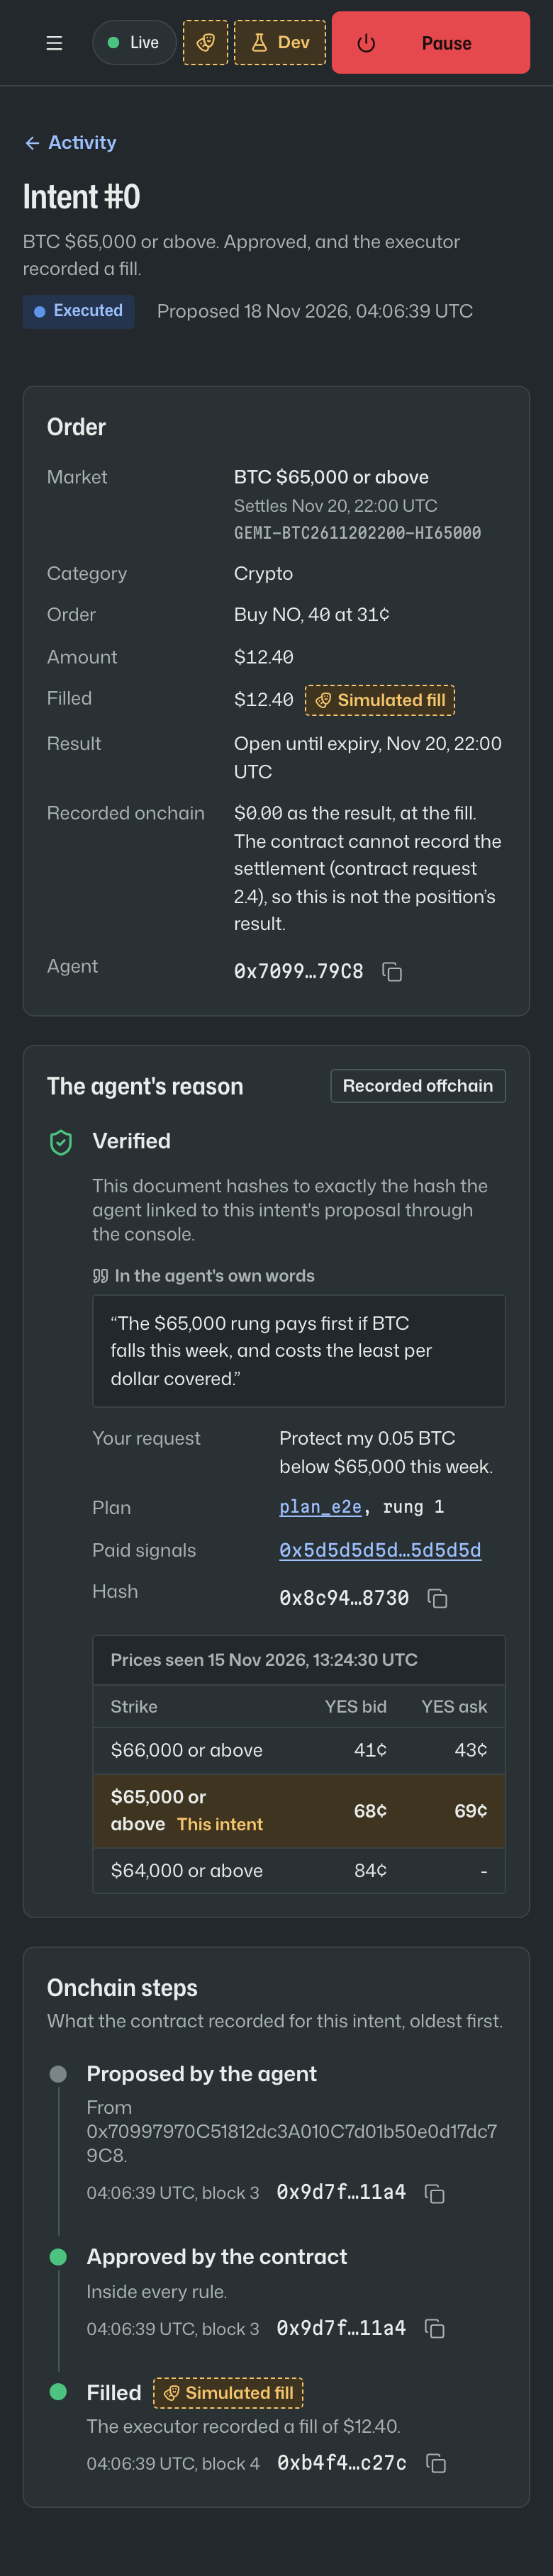 Live
Dev
Pause
Activity
Intent #0
BTC $65,000 or above. Approved, and the executor
recorded a fill.
Executed
Proposed 18 Nov 2026, 04:06:39 UTC
Order
Market
BTC $65,000 or above
Settles Nov 20, 22:00 UTC
GEMI-BTC2611202200-HI65000
Category
Crypto
Order
Buy NO, 40 at 31¢
Amount
$12.40
Filled
$12.40
Simulated fill
Result
Open until expiry, Nov 20, 22:00
UTC
Recorded onchain
$0.00 as the result, at the fill.
The contract cannot record the
settlement (contract request
2.4), so this is not the position’s
result.
Agent
0x7099…79C8
The agent's reason
Recorded offchain
Verified
This document hashes to exactly the hash the
agent linked to this intent's proposal through
the console.
In the agent's own words
“The $65,000 rung pays first if BTC
falls this week, and costs the least per
dollar covered.”
Your request
Protect my 0.05 BTC
below $65,000 this week.
Plan
plan_e2e, rung 1
Paid signals
0x5d5d5d5d…5d5d5d
Hash
0x8c94…8730
Prices seen 15 Nov 2026, 13:24:30 UTC
Strike YES bid YES ask
$66,000 or above 41¢ 43¢
$65,000 or
above This intent 68¢ 69¢
$64,000 or above 84¢ -
Onchain steps
What the contract recorded for this intent, oldest first.
Proposed by the agent
From
0x70997970C51812dc3A010C7d01b50e0d17dc7
9C8.
04:06:39 UTC, block 3 0x9d7f…11a4
Approved by the contract
Inside every rule.
04:06:39 UTC, block 3 0x9d7f…11a4
Filled
Simulated fill
The executor recorded a fill of $12.40.
04:06:39 UTC, block 4 0xb4f4…c27c